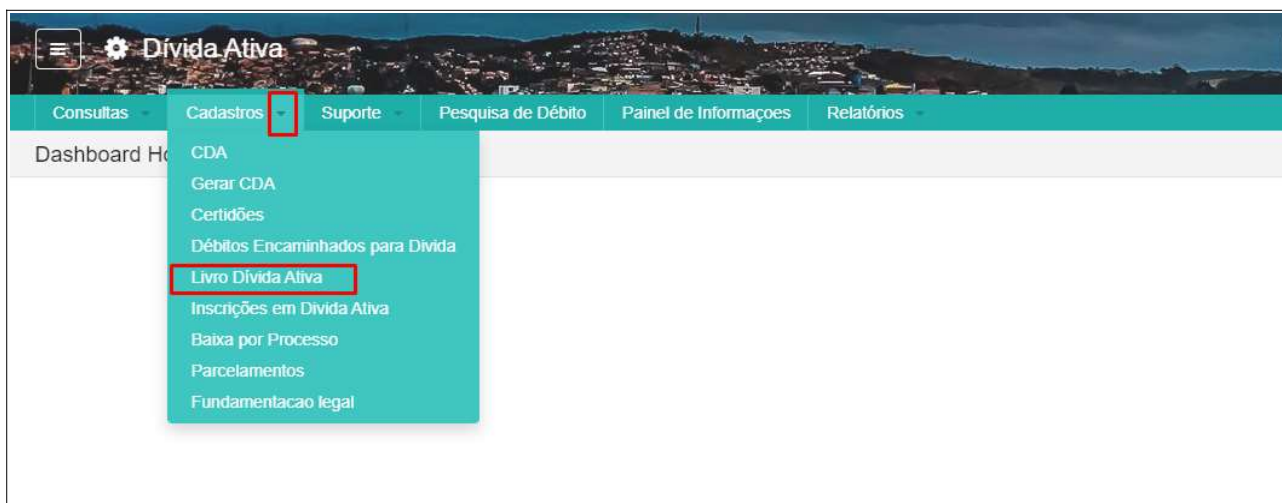 Dívida Ativa
Consultas Cadastros Suporte Pesquisa de Débito Painel de Informaçoes Relatórios
Dashboard Ho
CDA
Gerar CDA
Certidões
Débitos Encaminhados para Divida
Livro Dívida Ativa
Inscrições em Divida Ativa
Baixa por Processo
Parcelamentos
Fundamentacao legal